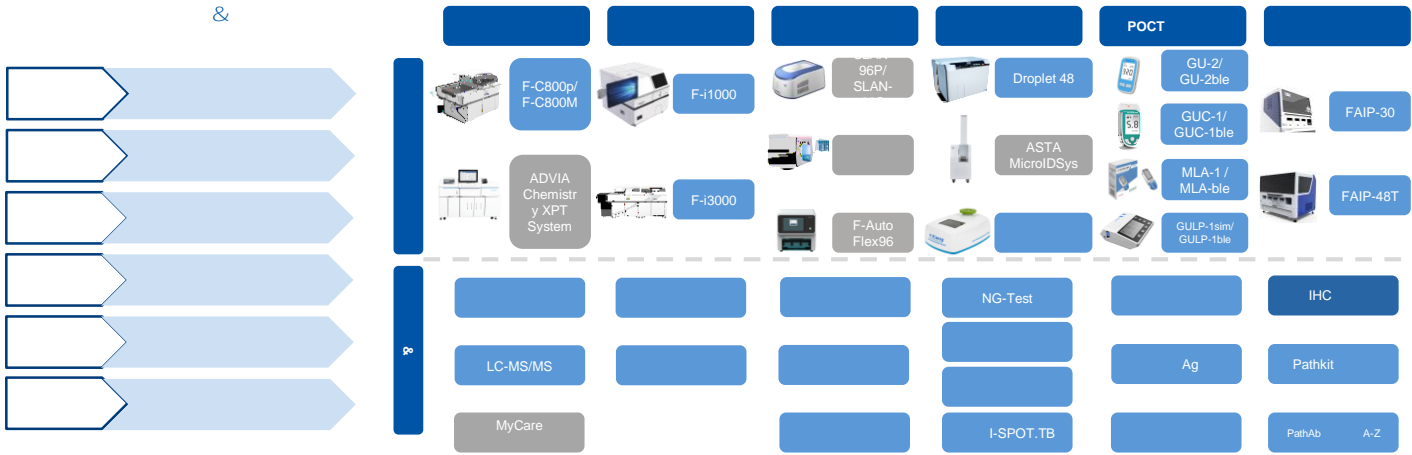 &
POCT
F-C800p/
F-C800M
F-i1000
96P/
SLAN-
Droplet 48
GU-2/
GU-2ble
FAIP-30
GUC-1/
GUC-1ble
ADVIA
Chemistr
y XPT
System
F-i3000
ASTA
MicroIDSys
MLA-1 /
MLA-ble
FAIP-48T
F-Auto
Flex96
GULP-1sim/
GULP-1ble
&
NG-Test
IHC
LC-MS/MS
Ag
Pathkit
MyCare
I-SPOT.TB
PathAb A-Z